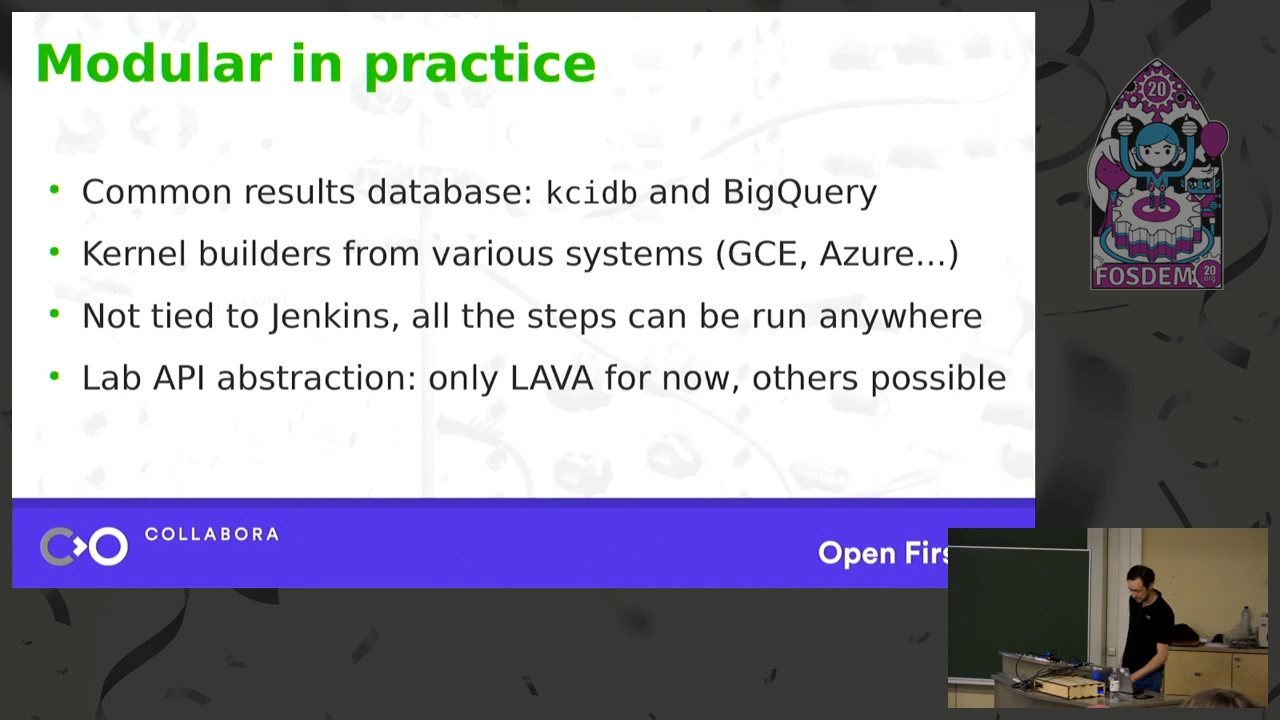 Modular in practice
Common results database: kcidb and BigQuery
Kernel builders from various systems (GCE, Azure...)
Not tied to Jenkins, all the steps can be run anywhere
Lab API abstraction: only LAVA for now, others possible
COLLABORA
Open Firs
20
FOSDEM
20
.org